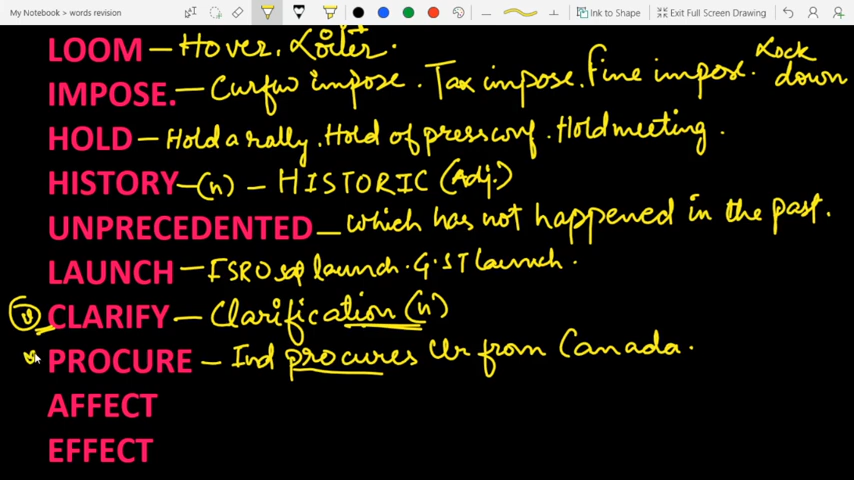 My Notebook > words revision
Ink to Shape
Exit Full Screen Drawing
LOOM – Hover. Loiter.
IMPOSE. – Curfw impose. Tax impose. Fine impose. Lock down
HOLD – Hold a rally. Hold of press conf. Hold meeting.
HISTORY – (n) – HISTORIC (Adj.)
UNPRECEDENTED – which has not happened in the past.
LAUNCH – ISRO launch. GST launch.
(v) CLARIFY – Clarification (n)
v PROCURE – Ind procures from Canada.
AFFECT
EFFECT